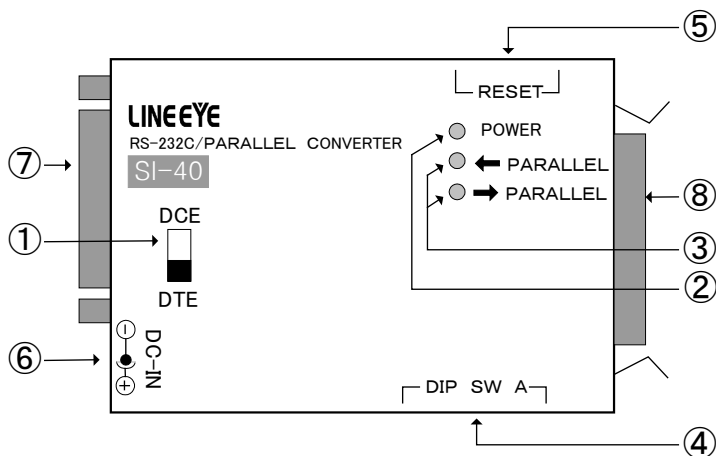 ⑤
RESET
LINEEYE
RS-232C/PARALLEL CONVERTER
SI-40
POWER
← PARALLEL
→ PARALLEL
⑦
⑧
①
DCE
DTE
③
②
⑥
− DC-IN +
DIP SW A
④